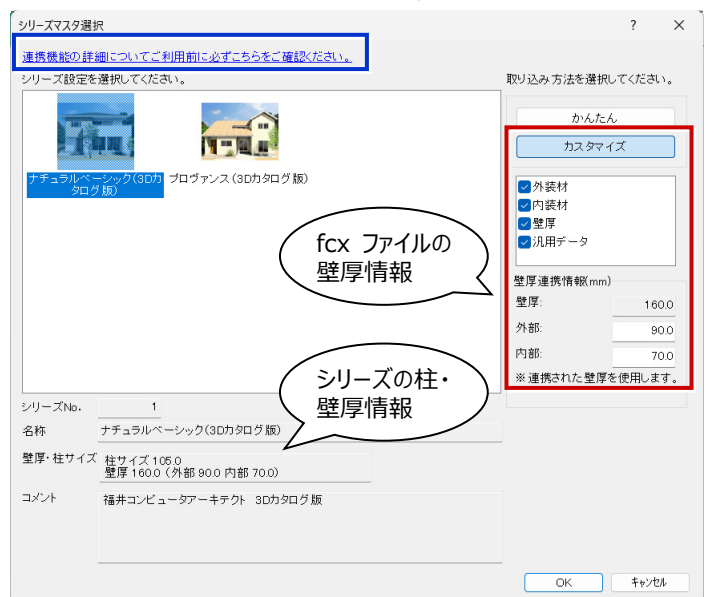 シリーズマスタ選択
連携機能の詳細についてご利用前に必ずこちらをご確認ください。
シリーズ設定を選択してください。
取り込み方法を選択してください。
かんたん
カスタマイズ
ナチュラルベーシック(3Dカ
タログ版)
プロヴァンス(3Dカタログ版)
外装材
内装材
壁厚
汎用データ
fcx ファイルの
壁厚情報
壁厚連携情報(mm)
壁厚: 160.0
外部: 90.0
内部: 70.0
※連携された壁厚を使用します。
シリーズの柱・
壁厚情報
シリーズNo. 1
名称 ナチュラルベーシック(3Dカタログ版)
壁厚・柱サイズ 柱サイズ 105.0
壁厚 160.0 (外部 90.0 内部 70.0)
コメント 福井コンピュータアーキテクト 3Dカタログ版
OK
キャンセル